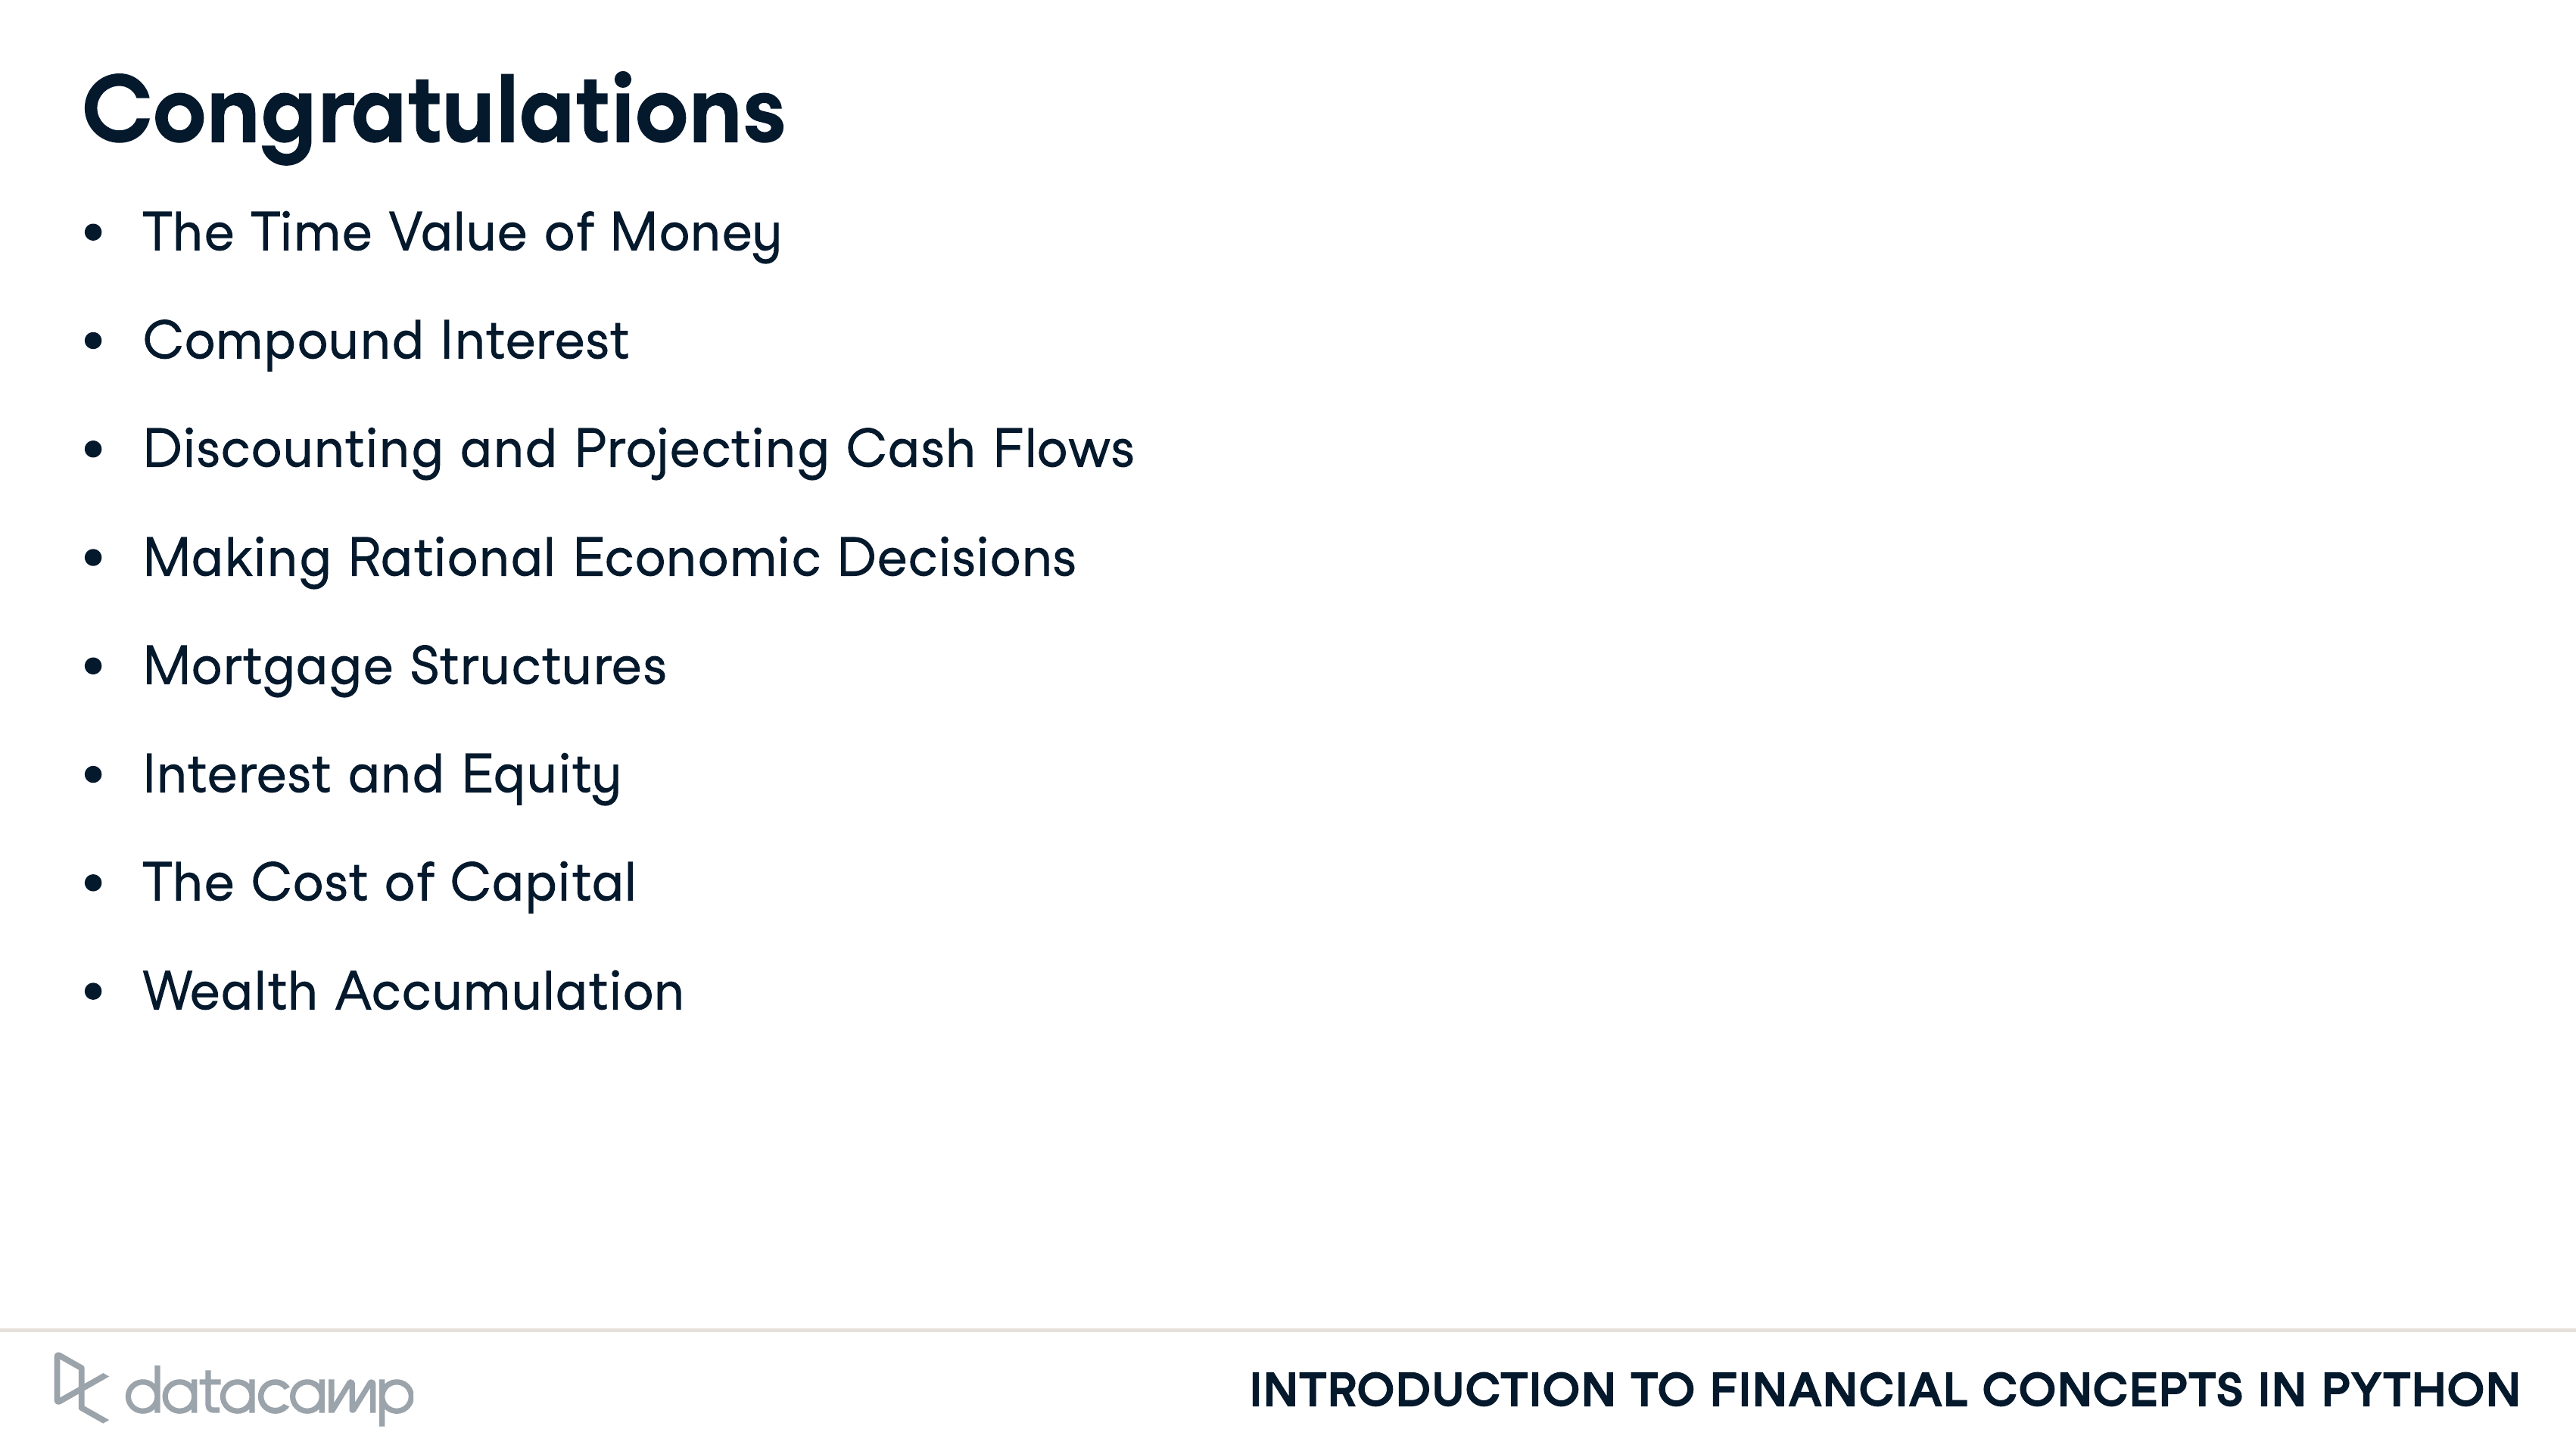 Congratulations
• The Time Value of Money
• Compound Interest
• Discounting and Projecting Cash Flows
• Making Rational Economic Decisions
• Mortgage Structures
• Interest and Equity
• The Cost of Capital
• Wealth Accumulation
datacamp
INTRODUCTION TO FINANCIAL CONCEPTS IN PYTHON